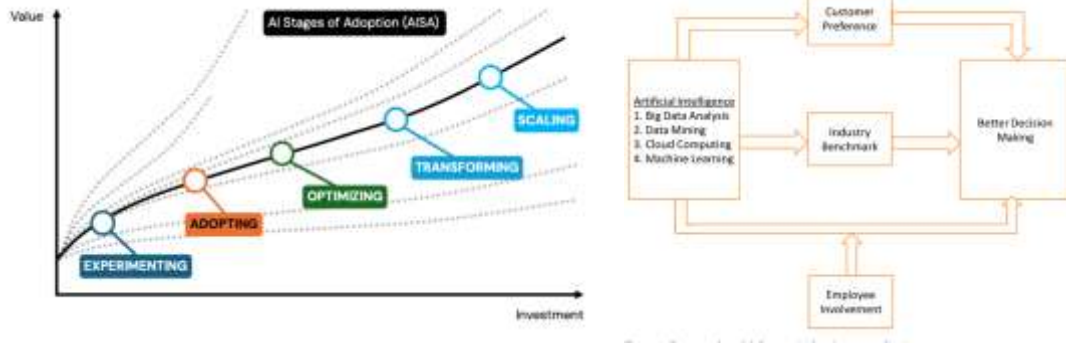 Value
AI Stages of Adoption (AISA)
SCALING
TRANSFORMING
OPTIMIZING
ADOPTING
EXPERIMENTING
Investment
Customer
Preference
Artificial Intelligence
1. Big Data Analysis
2. Data Mining
3. Cloud Computing
4. Machine Learning
Industry
Benchmark
Better Decision
Making
Employee
Involvement